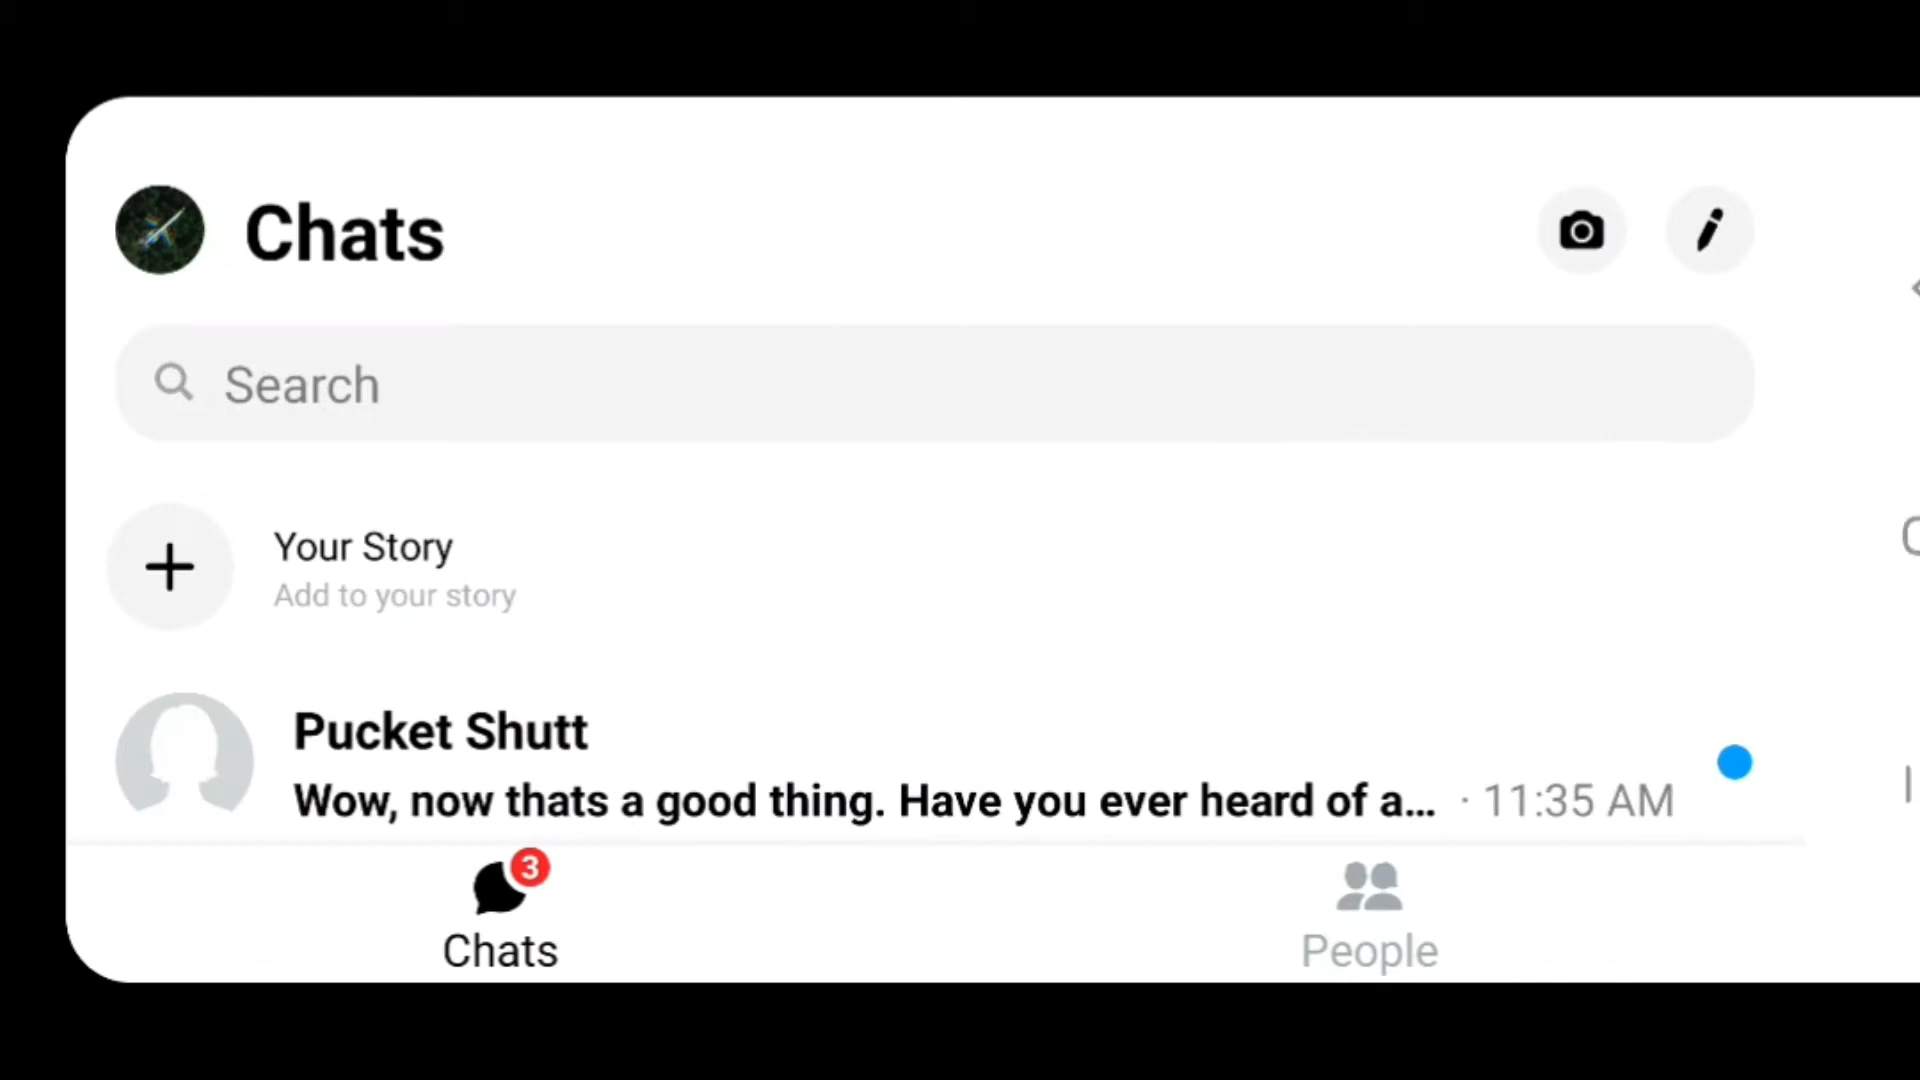 Chats
Search
Your Story
Add to your story
Pucket Shutt
Wow, now thats a good thing. Have you ever heard of a... · 11:35 AM
3
Chats
People